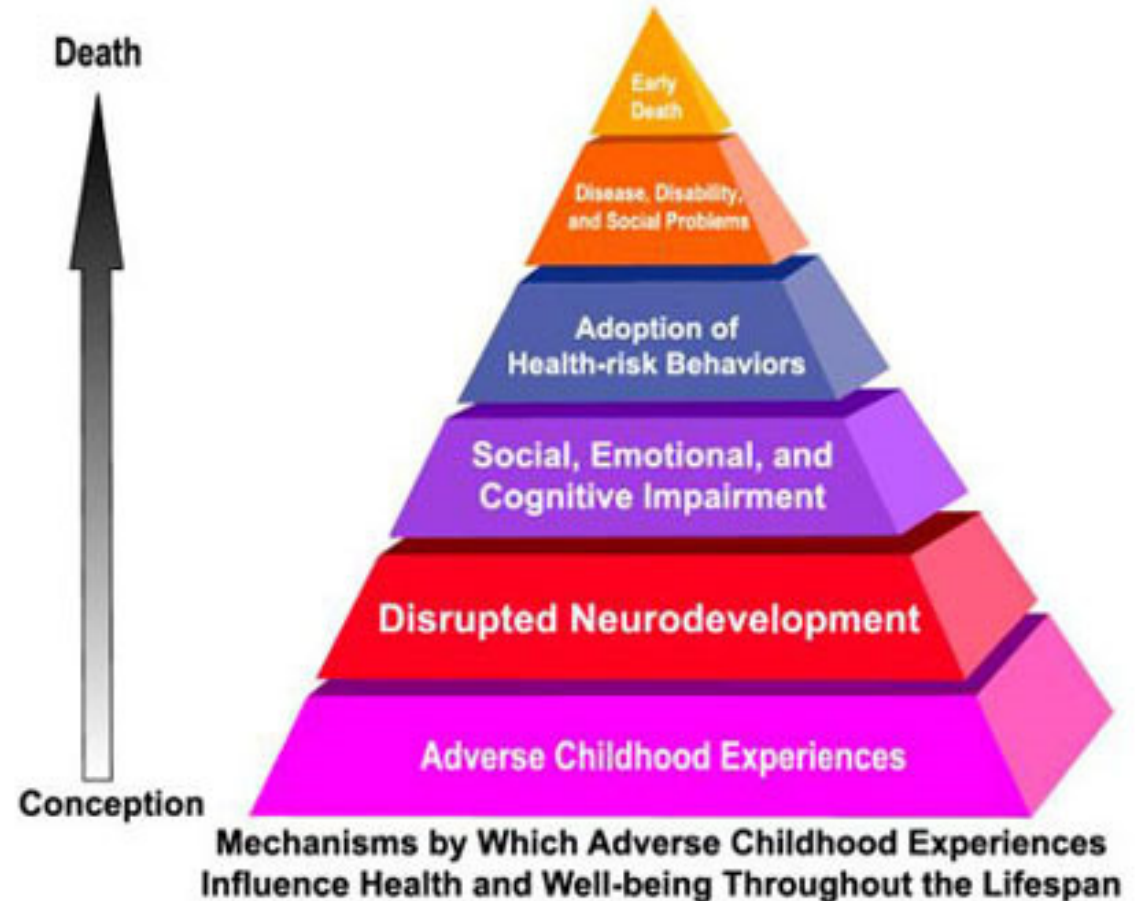 Death
Early
Death
Disease, Disability,
and Social Problems
Adoption of
Health-risk Behaviors
Social, Emotional, and
Cognitive Impairment
Disrupted Neurodevelopment
Adverse Childhood Experiences
Conception
Mechanisms by Which Adverse Childhood Experiences
Influence Health and Well-being Throughout the Lifespan